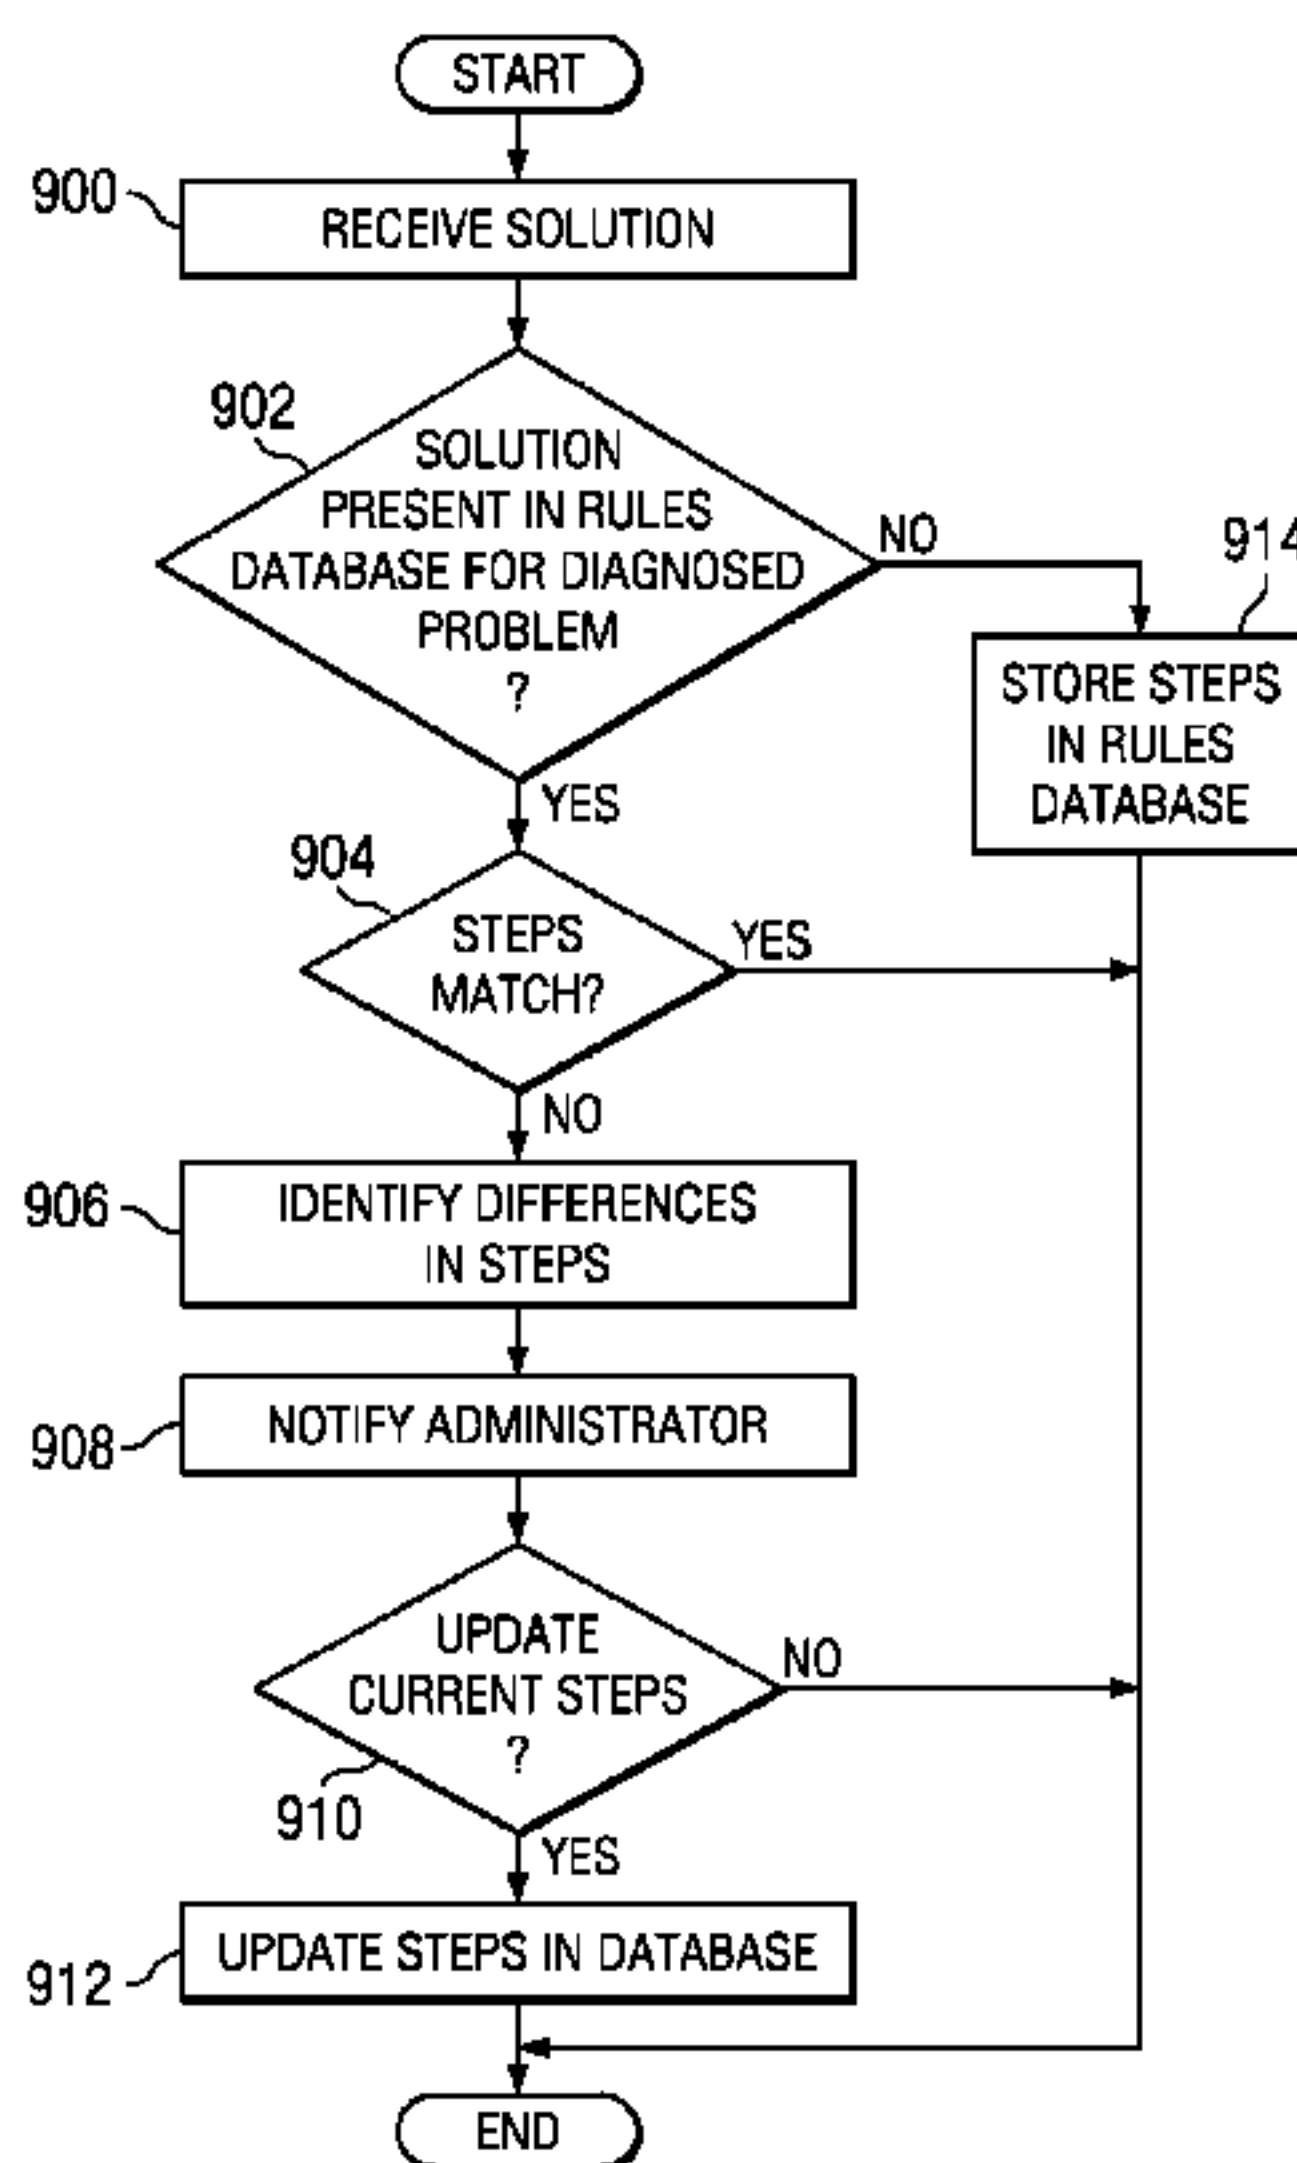 START
900
RECEIVE SOLUTION
902
SOLUTION
PRESENT IN RULES
DATABASE FOR DIAGNOSED
PROBLEM
?
NO
914
STORE STEPS
IN RULES
DATABASE
YES
904
STEPS
MATCH?
YES
NO
906
IDENTIFY DIFFERENCES
IN STEPS
908
NOTIFY ADMINISTRATOR
UPDATE
CURRENT STEPS
?
NO
910
YES
912
UPDATE STEPS IN DATABASE
END